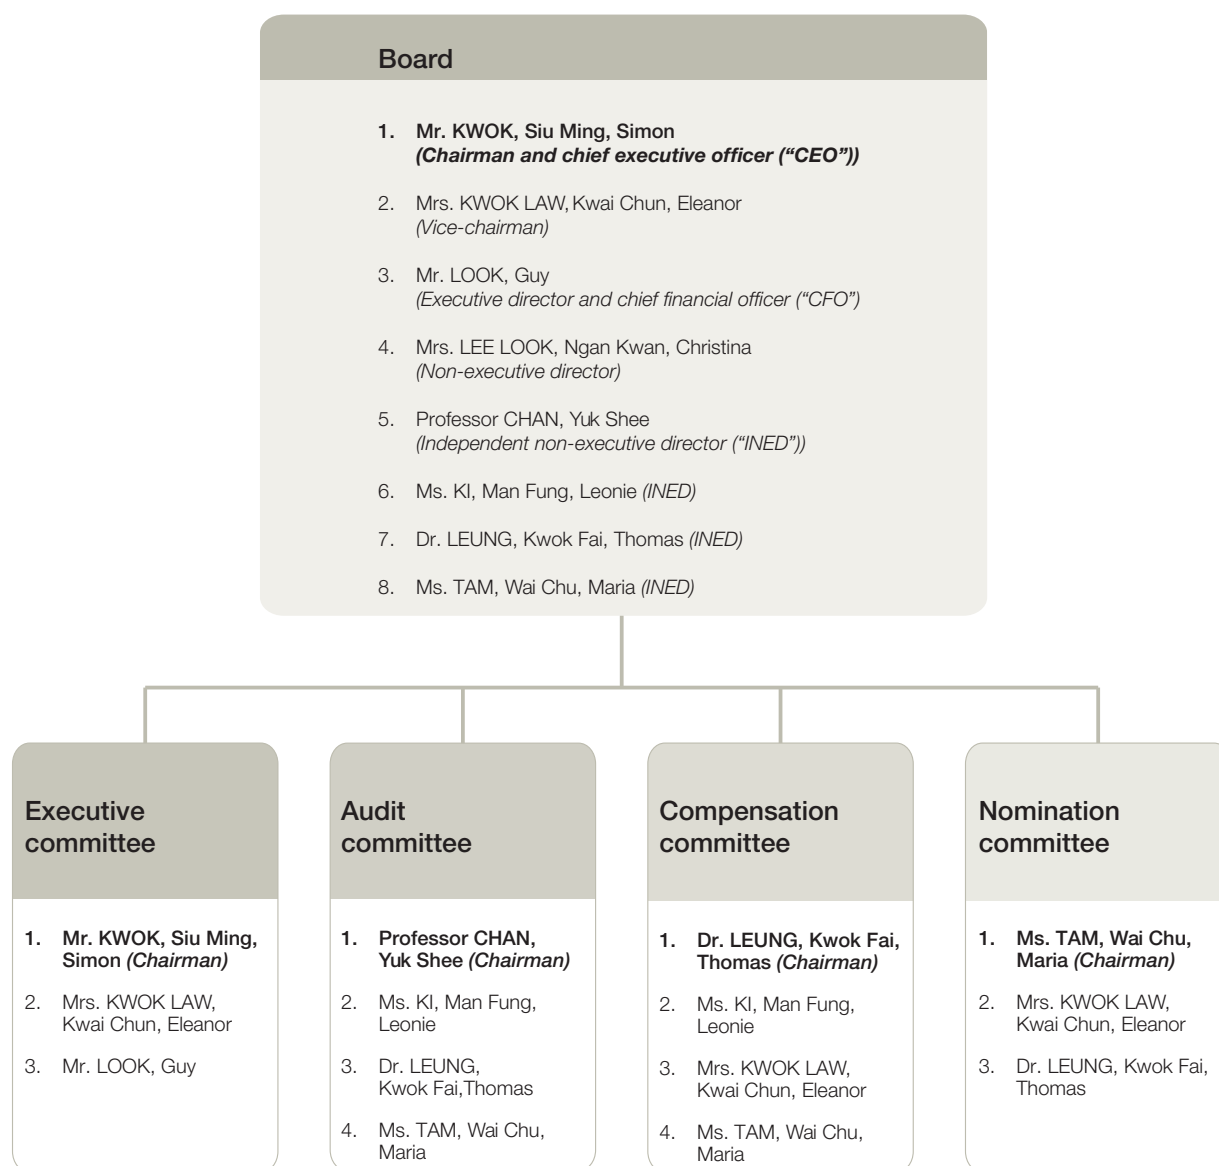 Board
1. Mr. KWOK, Siu Ming, Simon
(Chairman and chief executive officer (“CEO”))
2. Mrs. KWOK LAW, Kwai Chun, Eleanor
(Vice-chairman)
3. Mr. LOOK, Guy
(Executive director and chief financial officer (“CFO”)
4. Mrs. LEE LOOK, Ngan Kwan, Christina
(Non-executive director)
5. Professor CHAN, Yuk Shee
(Independent non-executive director (“INED”))
6. Ms. KI, Man Fung, Leonie (INED)
7. Dr. LEUNG, Kwok Fai, Thomas (INED)
8. Ms. TAM, Wai Chu, Maria (INED)
Executive
committee
1. Mr. KWOK, Siu Ming,
Simon (Chairman)
2. Mrs. KWOK LAW,
Kwai Chun, Eleanor
3. Mr. LOOK, Guy
Audit
committee
1. Professor CHAN,
Yuk Shee (Chairman)
2. Ms. KI, Man Fung,
Leonie
3. Dr. LEUNG,
Kwok Fai,Thomas
4. Ms. TAM, Wai Chu,
Maria
Compensation
committee
1. Dr. LEUNG, Kwok Fai,
Thomas (Chairman)
2. Ms. KI, Man Fung,
Leonie
3. Mrs. KWOK LAW,
Kwai Chun, Eleanor
4. Ms. TAM, Wai Chu,
Maria
Nomination
committee
1. Ms. TAM, Wai Chu,
Maria (Chairman)
2. Mrs. KWOK LAW,
Kwai Chun, Eleanor
3. Dr. LEUNG, Kwok Fai,
Thomas